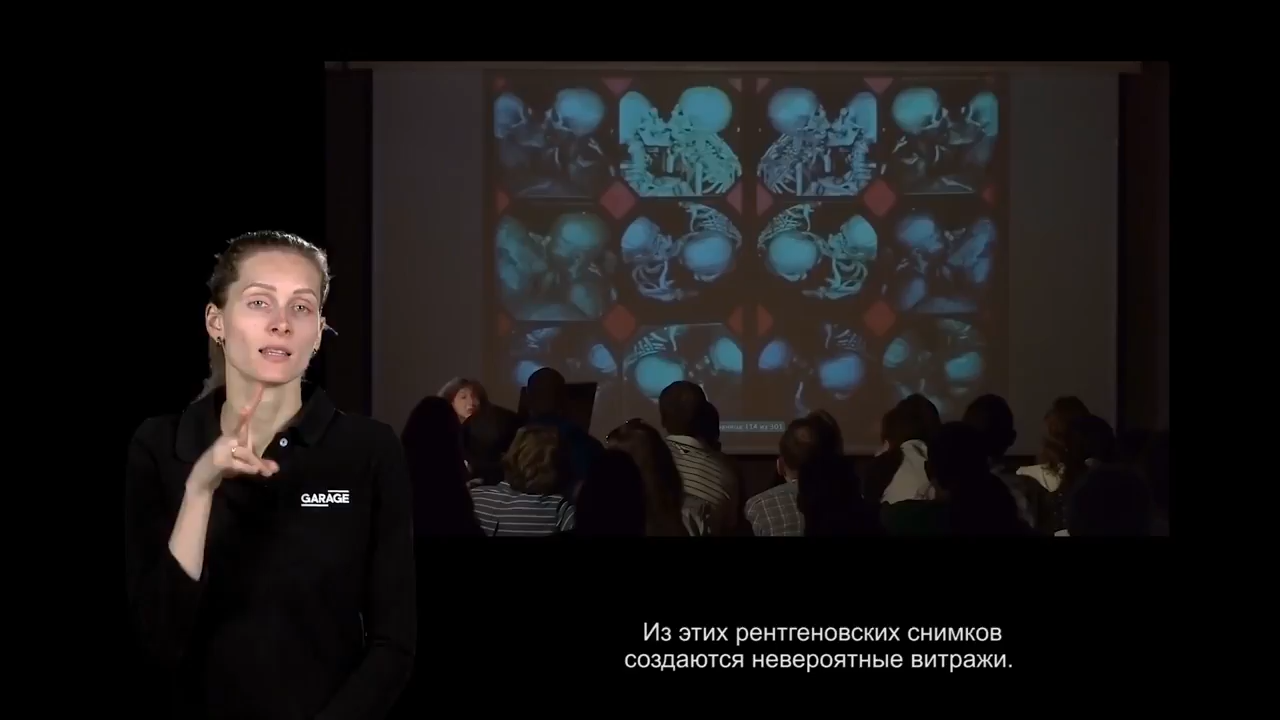 GARAGE
Из этих рентгеновских снимков
создаются невероятные витражи.